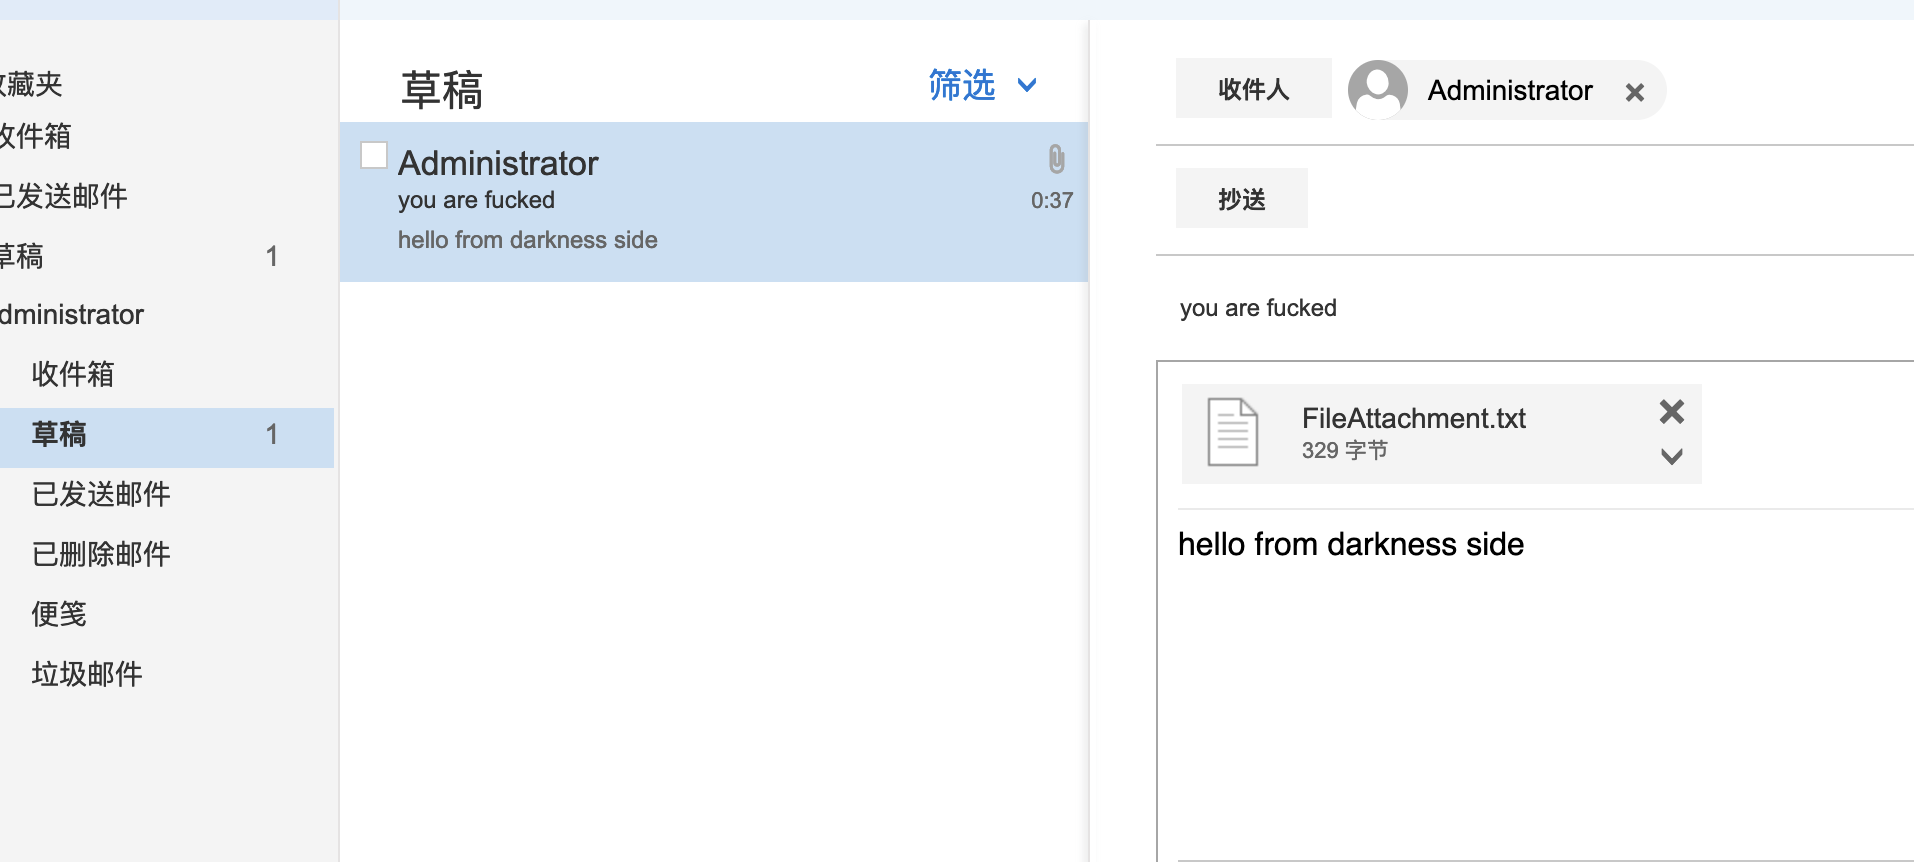 藏夹
收件箱
已发送邮件
草稿 1
dministrator
收件箱
草稿 1
已发送邮件
已删除邮件
便笺
垃圾邮件
草稿 筛选
Administrator
you are fucked 0:37
hello from darkness side
收件人 Administrator
抄送
you are fucked
FileAttachment.txt
329 字节
hello from darkness side